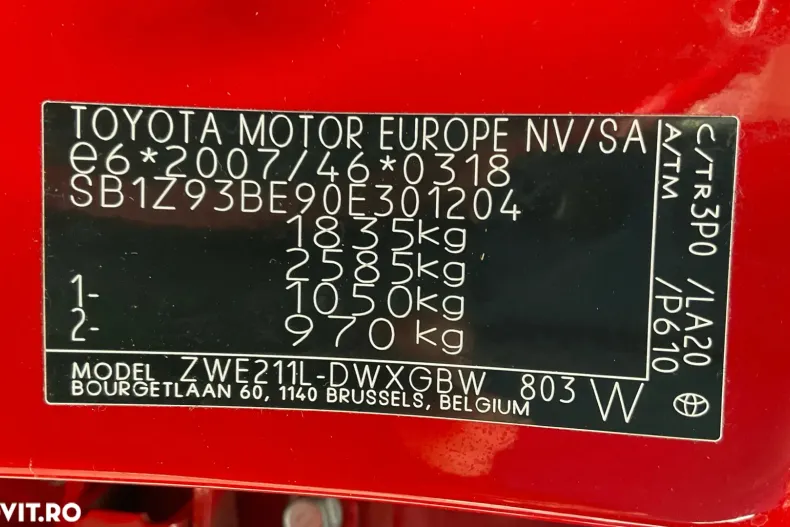 TOYOTA MOTOR EUROPE NV/SA
e6*2007/46*0318
SB1Z93BE90E301204
1835kg
2585kg
1- 1050kg
2- 970 kg
C/TR3P0 /LA20
A/TM /P610
MODEL ZWE211L-DWXGBW 803 W
BOURGETLAAN 60, 1140 BRUSSELS, BELGIUM
VIT.RO